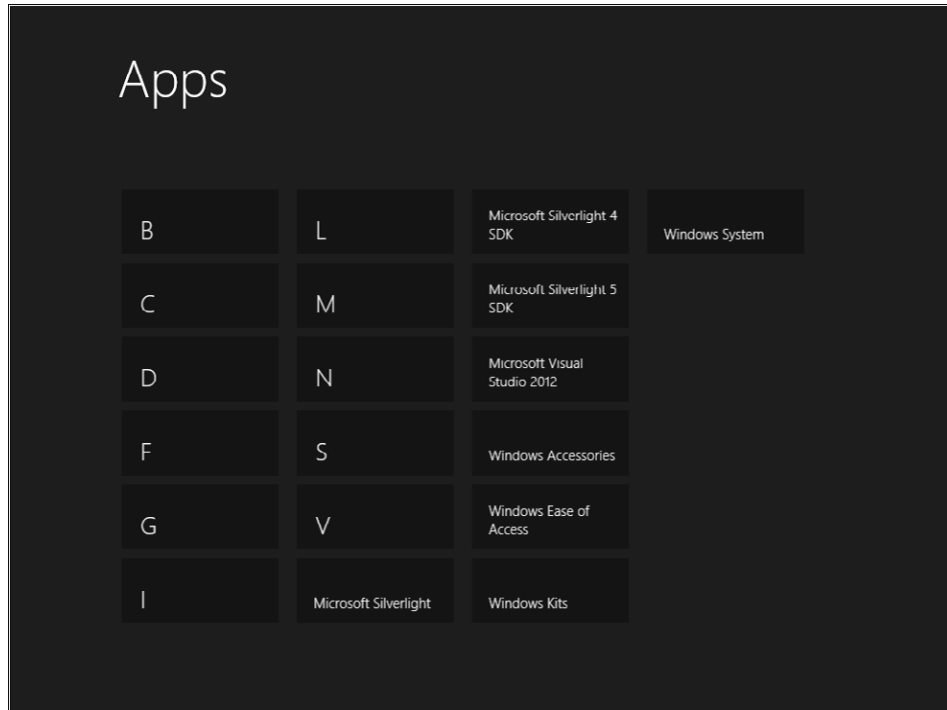 Apps
B
C
D
F
G
I
L
M
N
S
V
Microsoft Silverlight
Microsoft Silverlight 4
SDK
Microsoft Silverlight 5
SDK
Microsoft Visual
Studio 2012
Windows Accessories
Windows Ease of
Access
Windows Kits
Windows System